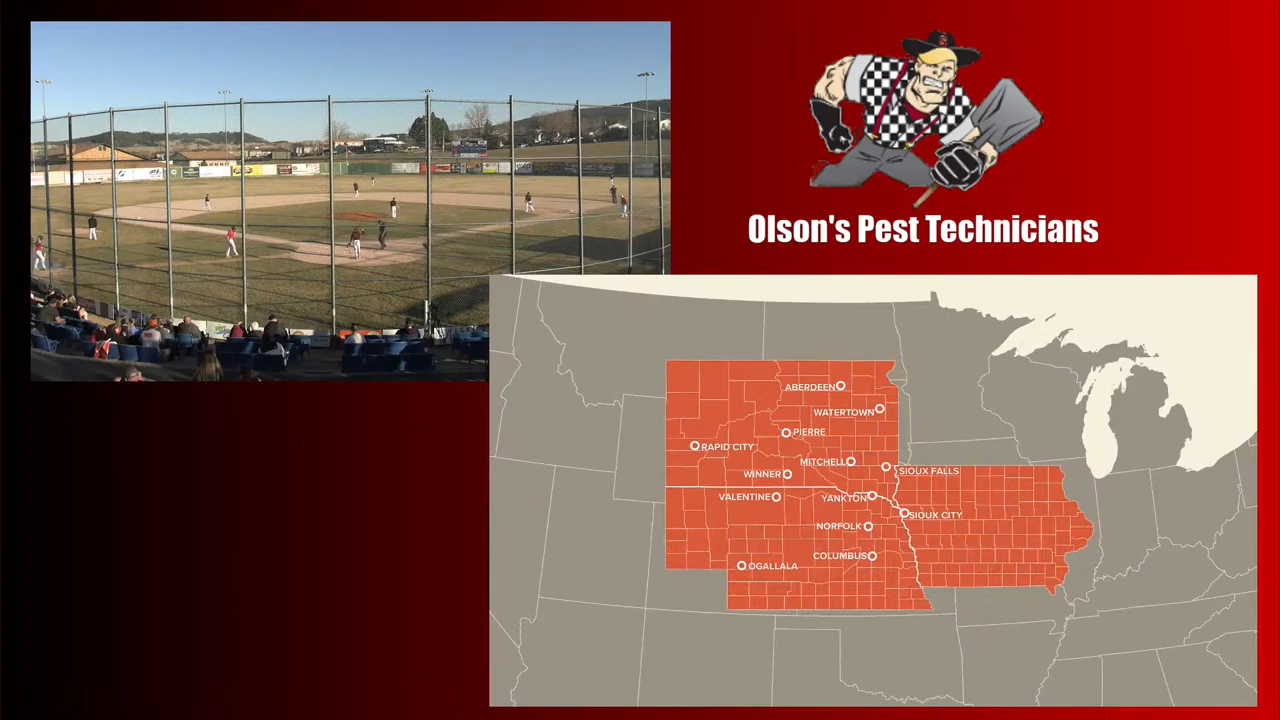 Olson's Pest Technicians
ABERDEEN
WATERTOWN
PIERRE
RAPID CITY
MITCHELL
SIOUX FALLS
WINNER
VALENTINE
YANKTON
SIOUX CITY
NORFOLK
COLUMBUS
OGALLALA